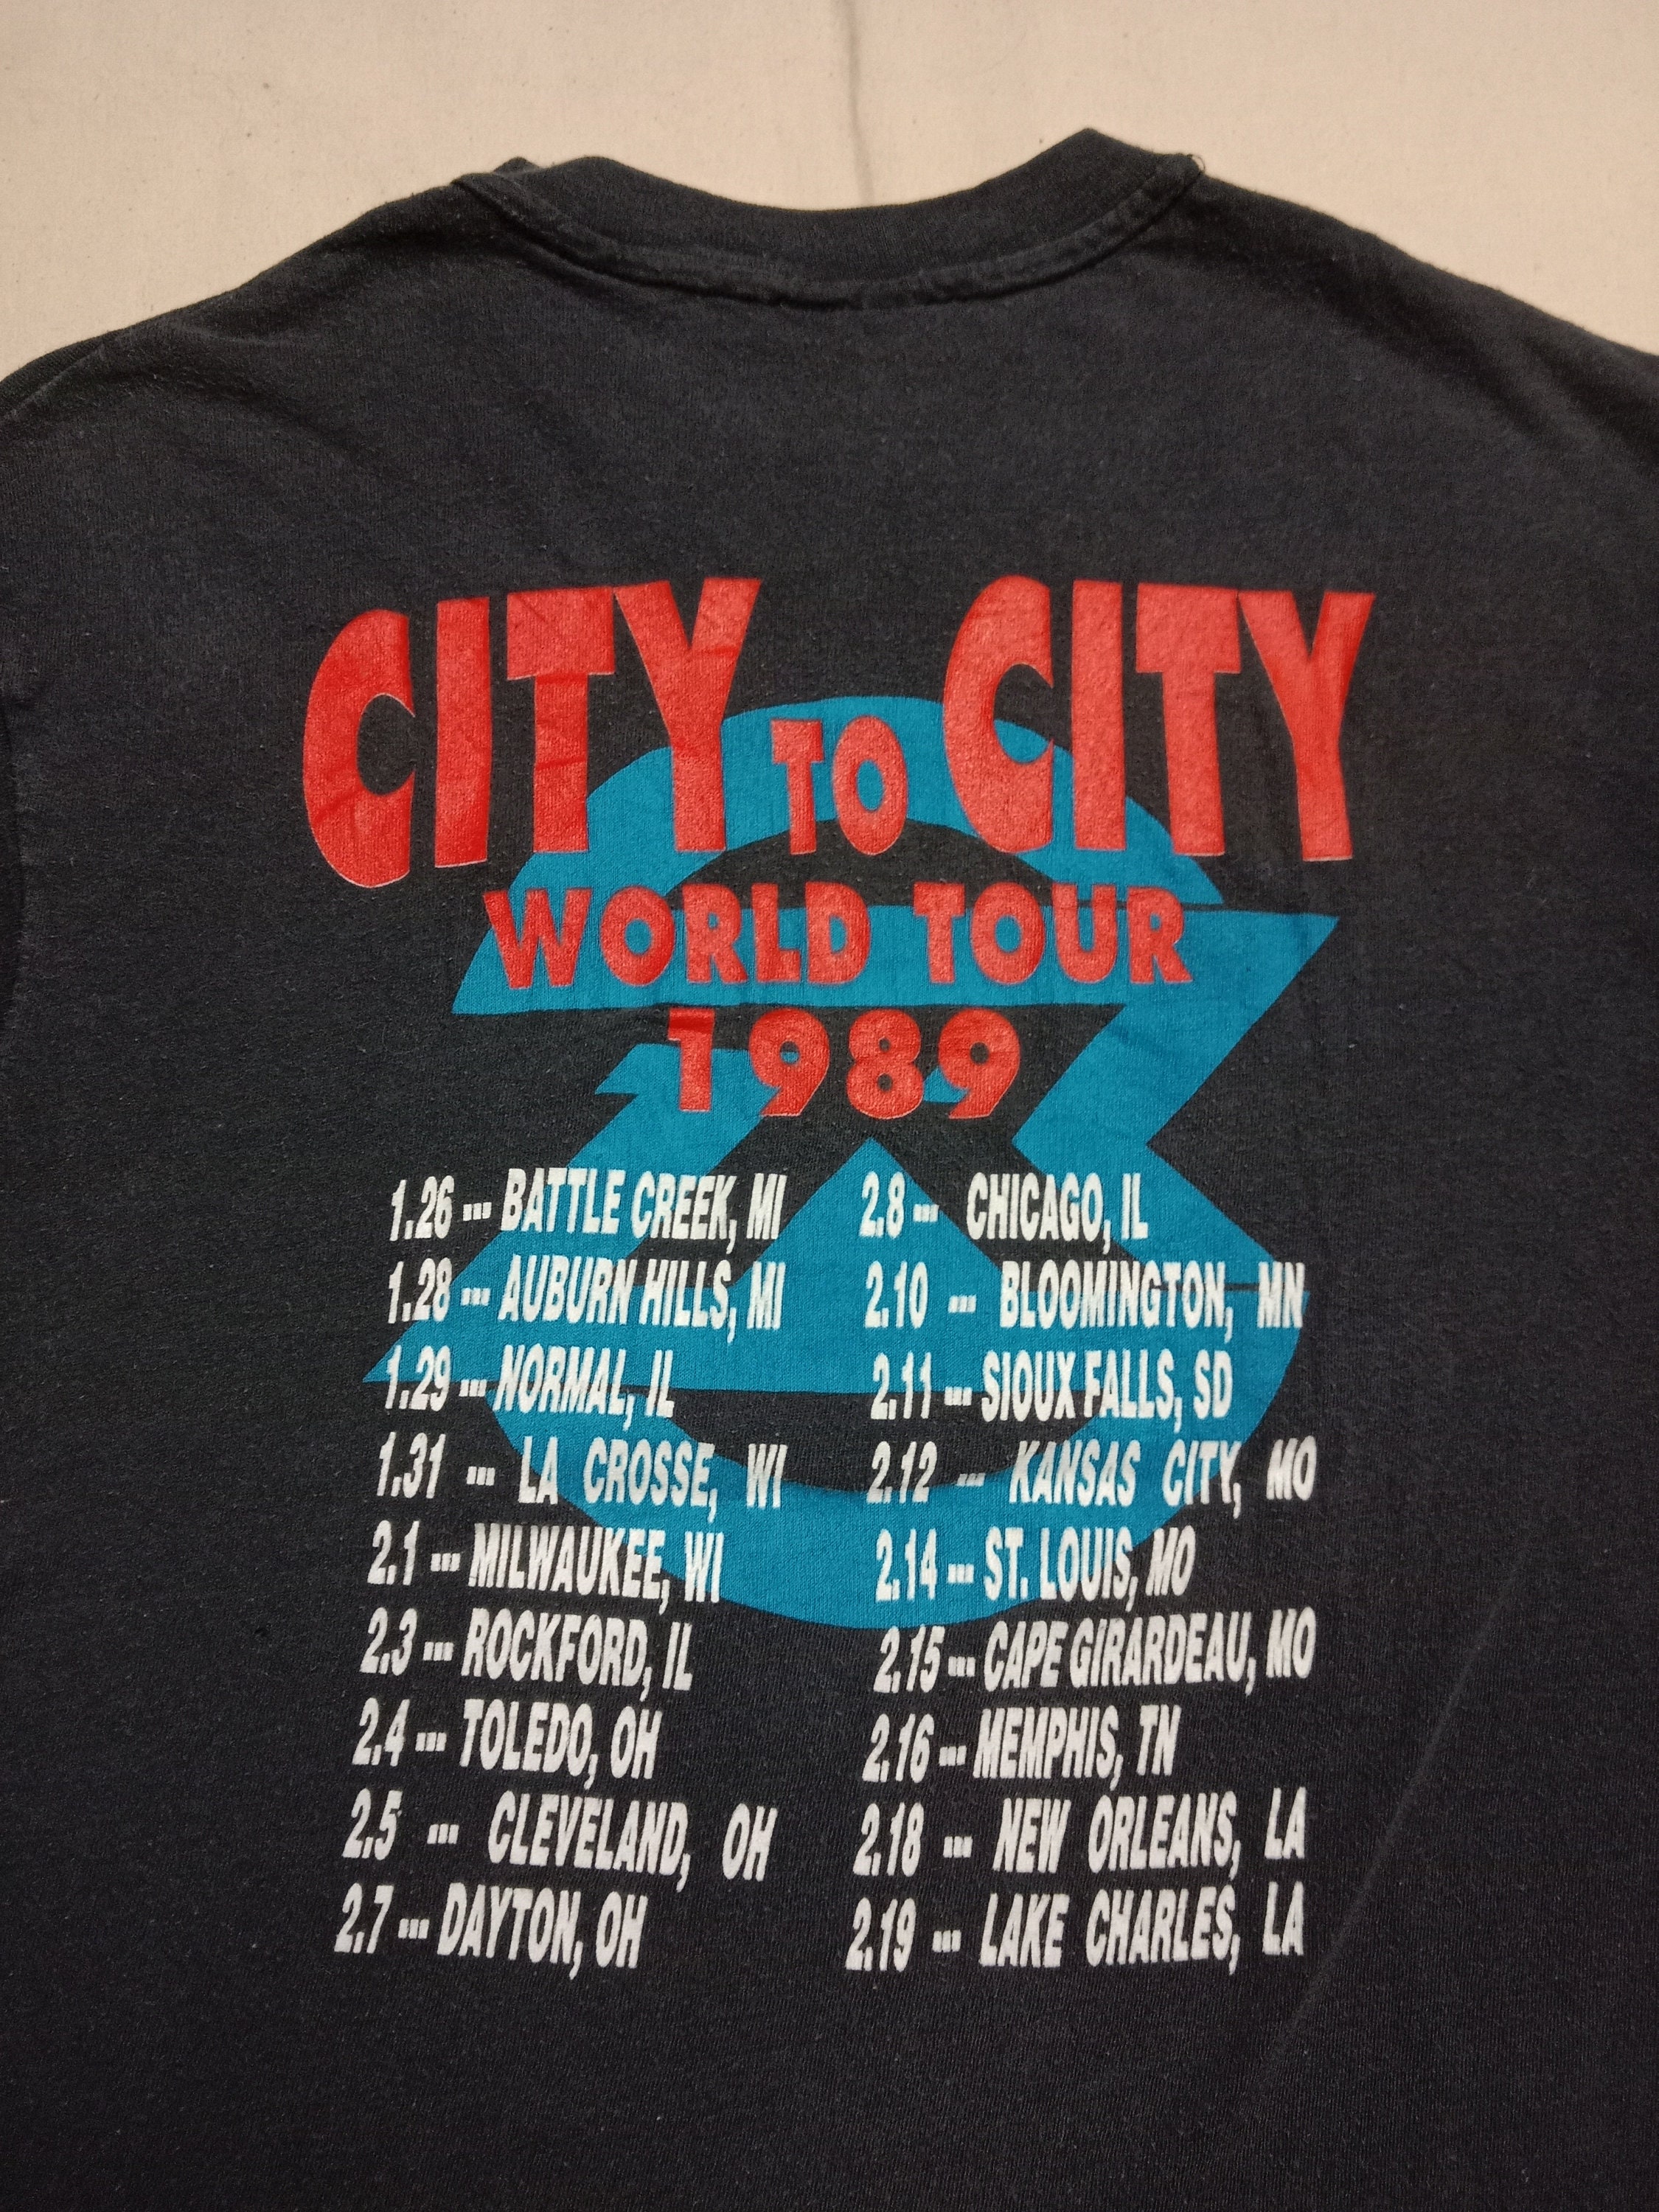 CITY TO CITY
WORLD TOUR
1989
1.26 --- BATTLE CREEK, MI
1.28 --- AUBURN HILLS, MI
1.29 --- NORMAL, IL
1.31 --- LA CROSSE, WI
2.1 --- MILWAUKEE, WI
2.3 --- ROCKFORD, IL
2.4 --- TOLEDO, OH
2.5 --- CLEVELAND, OH
2.7 --- DAYTON, OH
2.8 --- CHICAGO, IL
2.10 --- BLOOMINGTON, MN
2.11 --- SIOUX FALLS, SD
2.12 --- KANSAS CITY, MO
2.14 --- ST. LOUIS, MO
2.15 --- CAPE GIRARDEAU, MO
2.16 --- MEMPHIS, TN
2.18 --- NEW ORLEANS, LA
2.19 --- LAKE CHARLES, LA